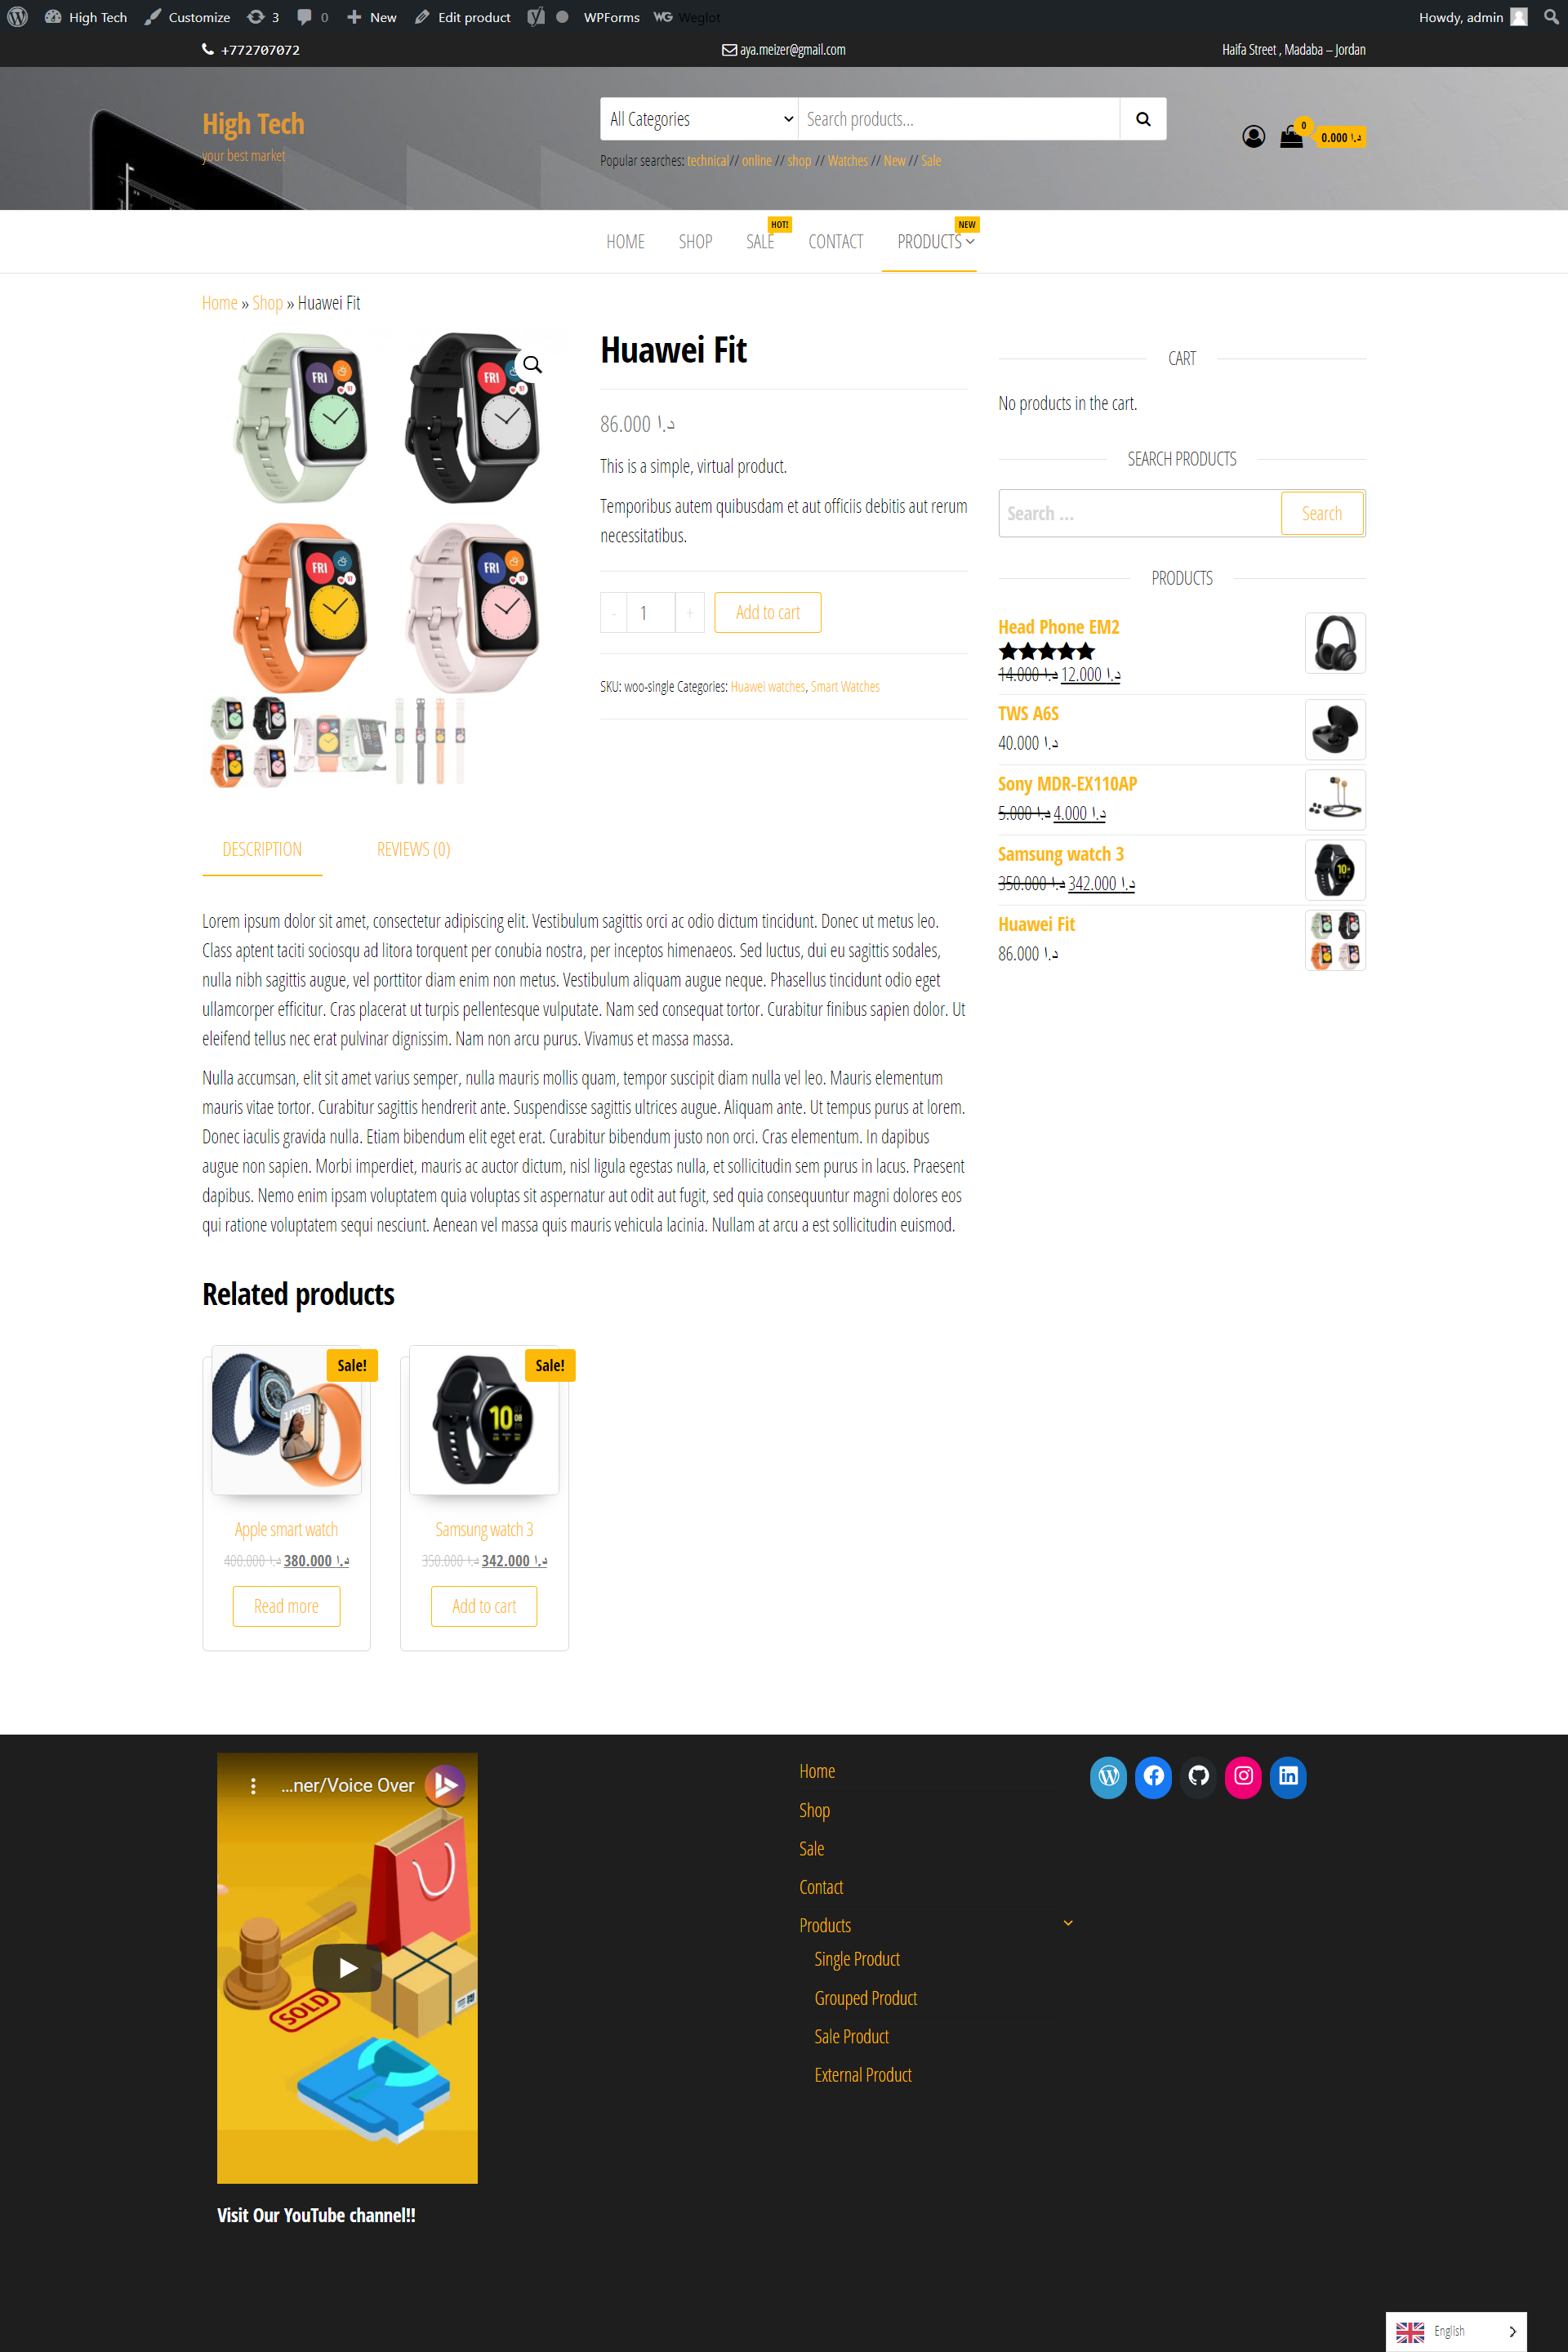 High Tech Customize 3 0 New Edit product WPForms Weglot Howdy, admin
+772707072 aya.meizer@gmail.com Haifa Street , Madaba – Jordan
High Tech
your best market
All Categories Search products...
Popular searches: technical// online // shop // Watches // New // Sale
0
0.000 د.ا
HOME SHOP SALE HOT! CONTACT PRODUCTS NEW
Home » Shop » Huawei Fit
FRI
FRI
FRI
FRI
Huawei Fit
86.000 د.ا
This is a simple, virtual product.
Temporibus autem quibusdam et aut officiis debitis aut rerum
necessitatibus.
- 1 + Add to cart
SKU: woo-single Categories: Huawei watches, Smart Watches
CART
No products in the cart.
SEARCH PRODUCTS
Search … Search
PRODUCTS
Head Phone EM2
14.000 د.ا 12.000 د.ا
TWS A6S
40.000 د.ا
Sony MDR-EX110AP
5.000 د.ا 4.000 د.ا
Samsung watch 3
350.000 د.ا 342.000 د.ا
Huawei Fit
86.000 د.ا
DESCRIPTION REVIEWS (0)
Lorem ipsum dolor sit amet, consectetur adipiscing elit. Vestibulum sagittis orci ac odio dictum tincidunt. Donec ut metus leo.
Class aptent taciti sociosqu ad litora torquent per conubia nostra, per inceptos himenaeos. Sed luctus, dui eu sagittis sodales,
nulla nibh sagittis augue, vel porttitor diam enim non metus. Vestibulum aliquam augue neque. Phasellus tincidunt odio eget
ullamcorper efficitur. Cras placerat ut turpis pellentesque vulputate. Nam sed consequat tortor. Curabitur finibus sapien dolor. Ut
eleifend tellus nec erat pulvinar dignissim. Nam non arcu purus. Vivamus et massa massa.
Nulla accumsan, elit sit amet varius semper, nulla mauris mollis quam, tempor suscipit diam nulla vel leo. Mauris elementum
mauris vitae tortor. Curabitur sagittis hendrerit ante. Suspendisse sagittis ultrices augue. Aliquam ante. Ut tempus purus at lorem.
Donec iaculis gravida nulla. Etiam bibendum elit eget erat. Curabitur bibendum justo non orci. Cras elementum. In dapibus
augue non sapien. Morbi imperdiet, mauris ac auctor dictum, nisl ligula egestas nulla, et sollicitudin sem purus in lacus. Praesent
dapibus. Nemo enim ipsam voluptatem quia voluptas sit aspernatur aut odit aut fugit, sed quia consequuntur magni dolores eos
qui ratione voluptatem sequi nesciunt. Aenean vel massa quis mauris vehicula lacinia. Nullam at arcu a est sollicitudin euismod.
Related products
Sale!
Apple smart watch
400.000 د.ا 380.000 د.ا
Read more
Sale!
10 08
Samsung watch 3
350.000 د.ا 342.000 د.ا
Add to cart
...ner/Voice Over
SOLD
Visit Our YouTube channel!!
Home
Shop
Sale
Contact
Products
Single Product
Grouped Product
Sale Product
External Product
English